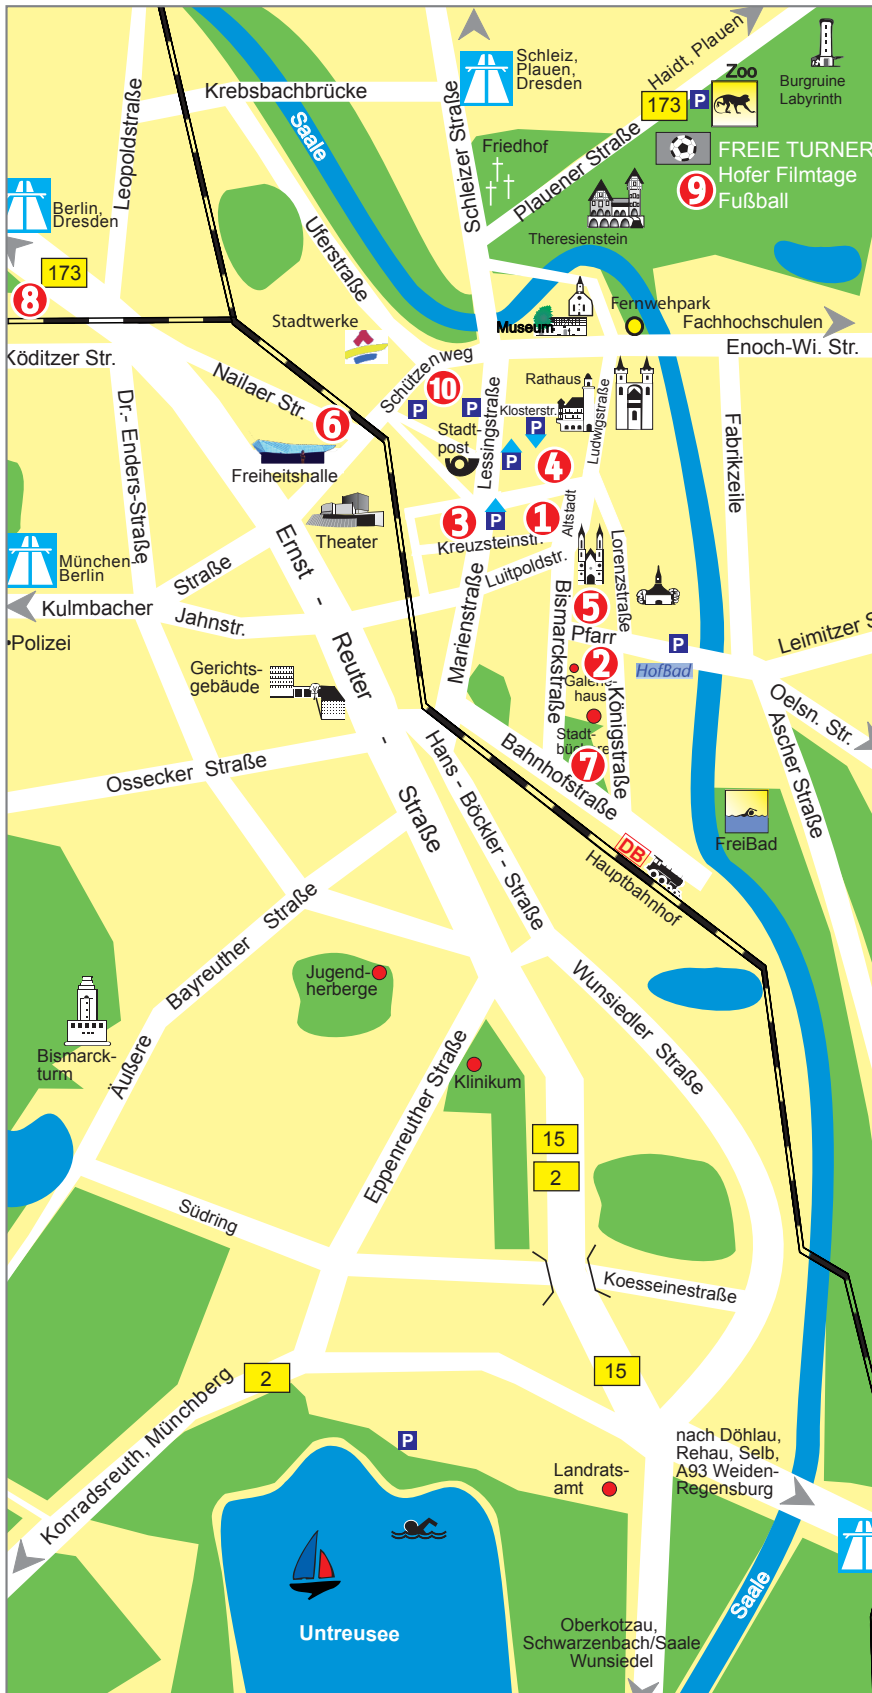 Schleiz,
Plauen,
Dresden
Haidt, Plauen
Zoo
Burgruine
Labyrinth
173
P
Krebsbachbrücke
Leopoldstraße
Saale
Schleizer Straße
Friedhof
Plauener Straße
FREIE TURNER
Hofer Filmtage
Fußball
9
Theresienstein
Berlin,
Dresden
173
8
Uferstraße
Stadtwerke
Museum
Fernwehpark
Fachhochschulen
Enoch-Wi. Str.
Köditzer Str.
Schützenweg
10
P
P
Nailaer Str.
6
Rathaus
Klosterstr.
P
Ludwigstraße
Lessingstraße
Stadt-
post
P
4
Fabrikzeile
Dr.- Enders-Straße
Freiheitshalle
Theater
3
P
1
Altstadt
Kreuzsteinstr.
Luitpoldstr.
Lorenzstraße
München
Berlin
Kulmbacher
Straße
Jahnstr.
Ernst - Reuter - Straße
Marienstraße
Bismarckstraße
5
Pfarr
P
HofBad
Leimitzer S
Polizei
Gerichts-
gebäude
2
Galerie-
haus
Königstraße
Stadt-
bücherei
7
Oelsn. Str.
Ascher Straße
Ossecker Straße
Hans - Böckler - Straße
Bahnhofstraße
FreiBad
DB
Hauptbahnhof
Äußere Bayreuther Straße
Jugend-
herberge
Wunsiedler Straße
Bismarck-
turm
Klinikum
Eppenreuther Straße
15
2
Südring
Koesseinestraße
2
15
Konradsreuth, Münchberg
P
nach Döhlau,
Rehau, Selb,
A93 Weiden-
Regensburg
Landrats-
amt
Untreusee
Saale
Oberkotzau,
Schwarzenbach/Saale
Wunsiedel